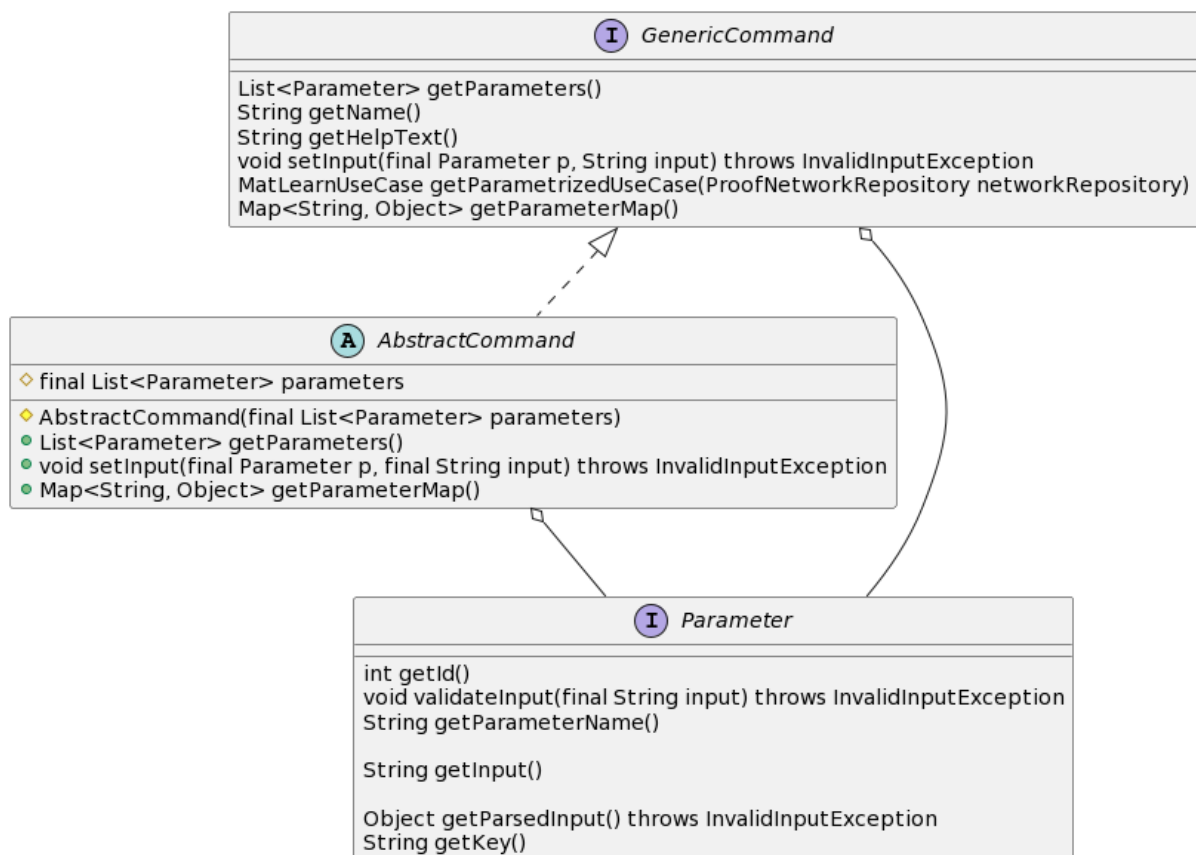 I GenericCommand
List<Parameter> getParameters()
String getName()
String getHelpText()
void setInput(final Parameter p, String input) throws InvalidInputException
MatLearnUseCase getParametrizedUseCase(ProofNetworkRepository networkRepository)
Map<String, Object> getParameterMap()
A AbstractCommand
final List<Parameter> parameters
AbstractCommand(final List<Parameter> parameters)
List<Parameter> getParameters()
void setInput(final Parameter p, final String input) throws InvalidInputException
Map<String, Object> getParameterMap()
I Parameter
int getId()
void validateInput(final String input) throws InvalidInputException
String getParameterName()
String getInput()
Object getParsedInput() throws InvalidInputException
String getKey()